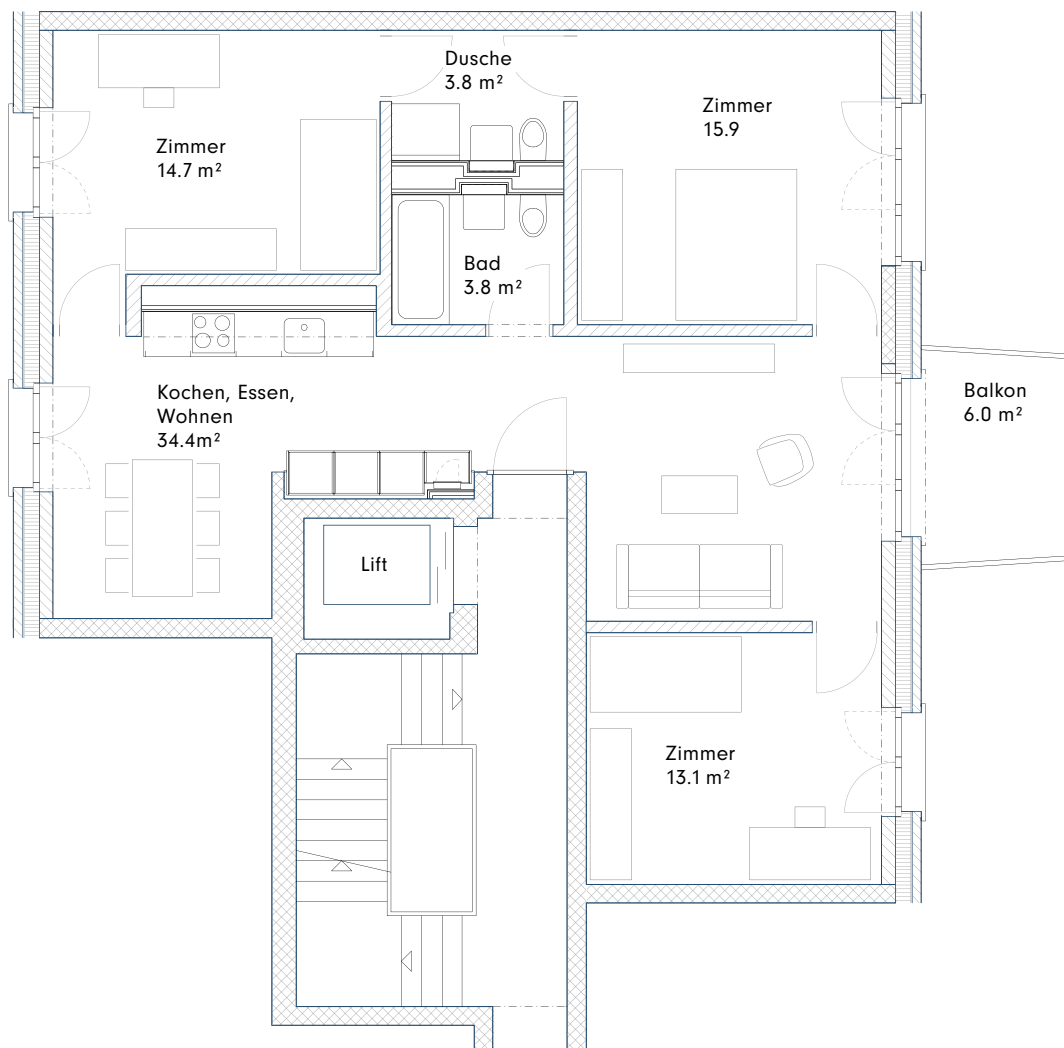 Dusche
3.8 m²
Zimmer
15.9
Zimmer
14.7 m²
Bad
3.8 m²
Kochen, Essen,
Wohnen
34.4m²
Balkon
6.0 m²
Lift
Zimmer
13.1 m²